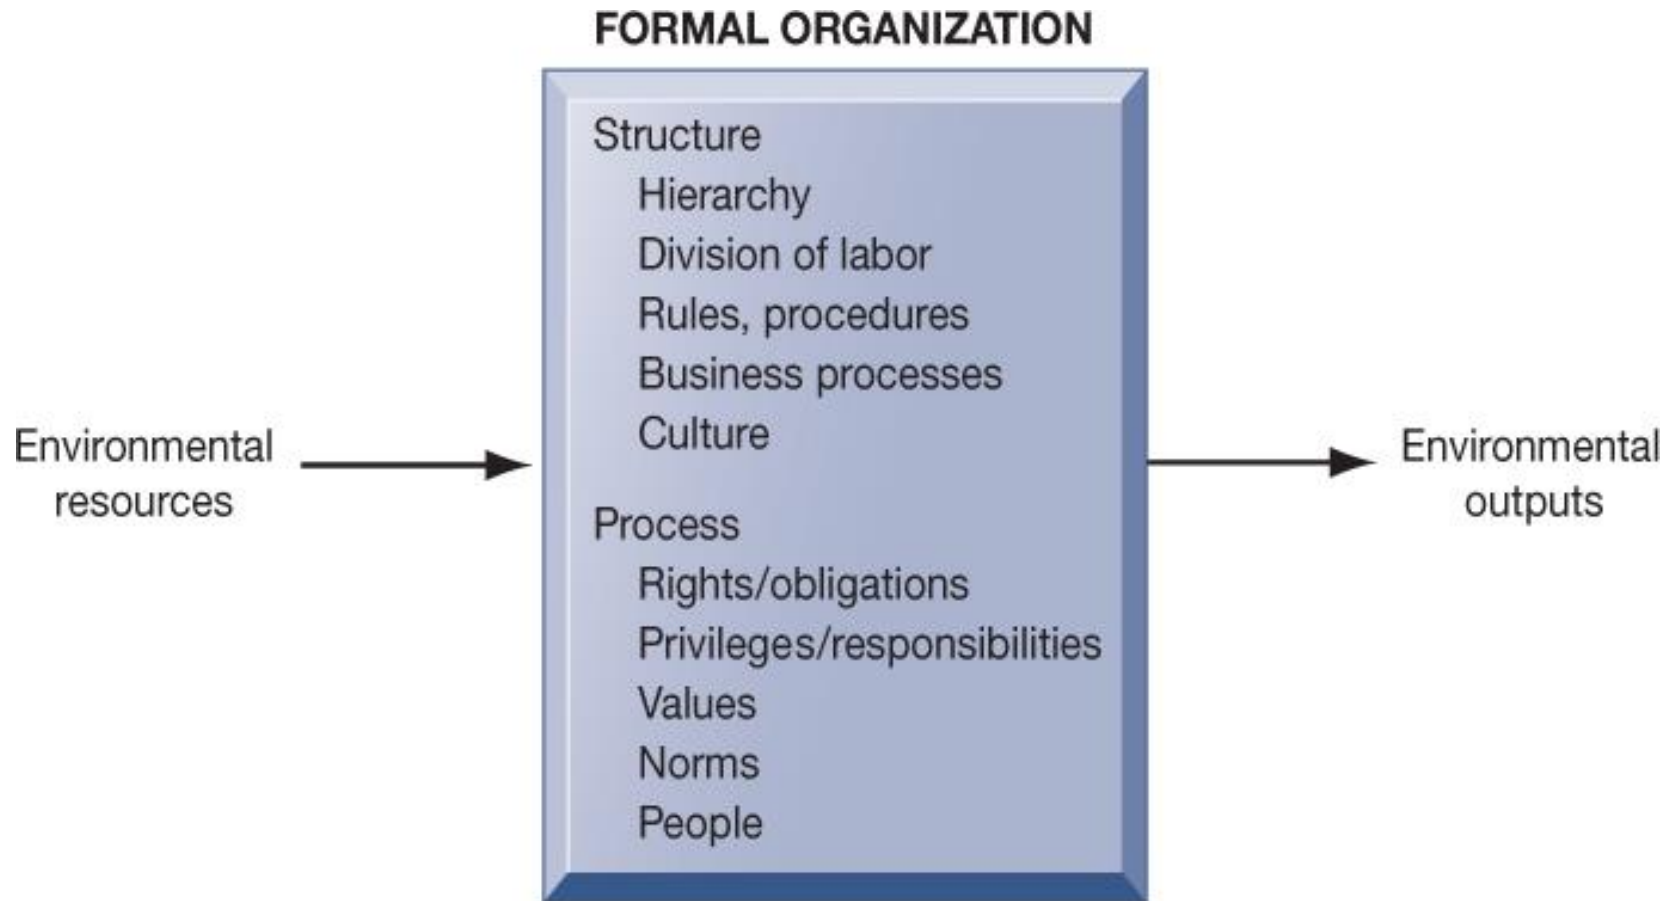 FORMAL ORGANIZATION
Structure
Hierarchy
Division of labor
Rules, procedures
Business processes
Culture
Environmental
resources
Environmental
outputs
Process
Rights/obligations
Privileges/responsibilities
Values
Norms
People